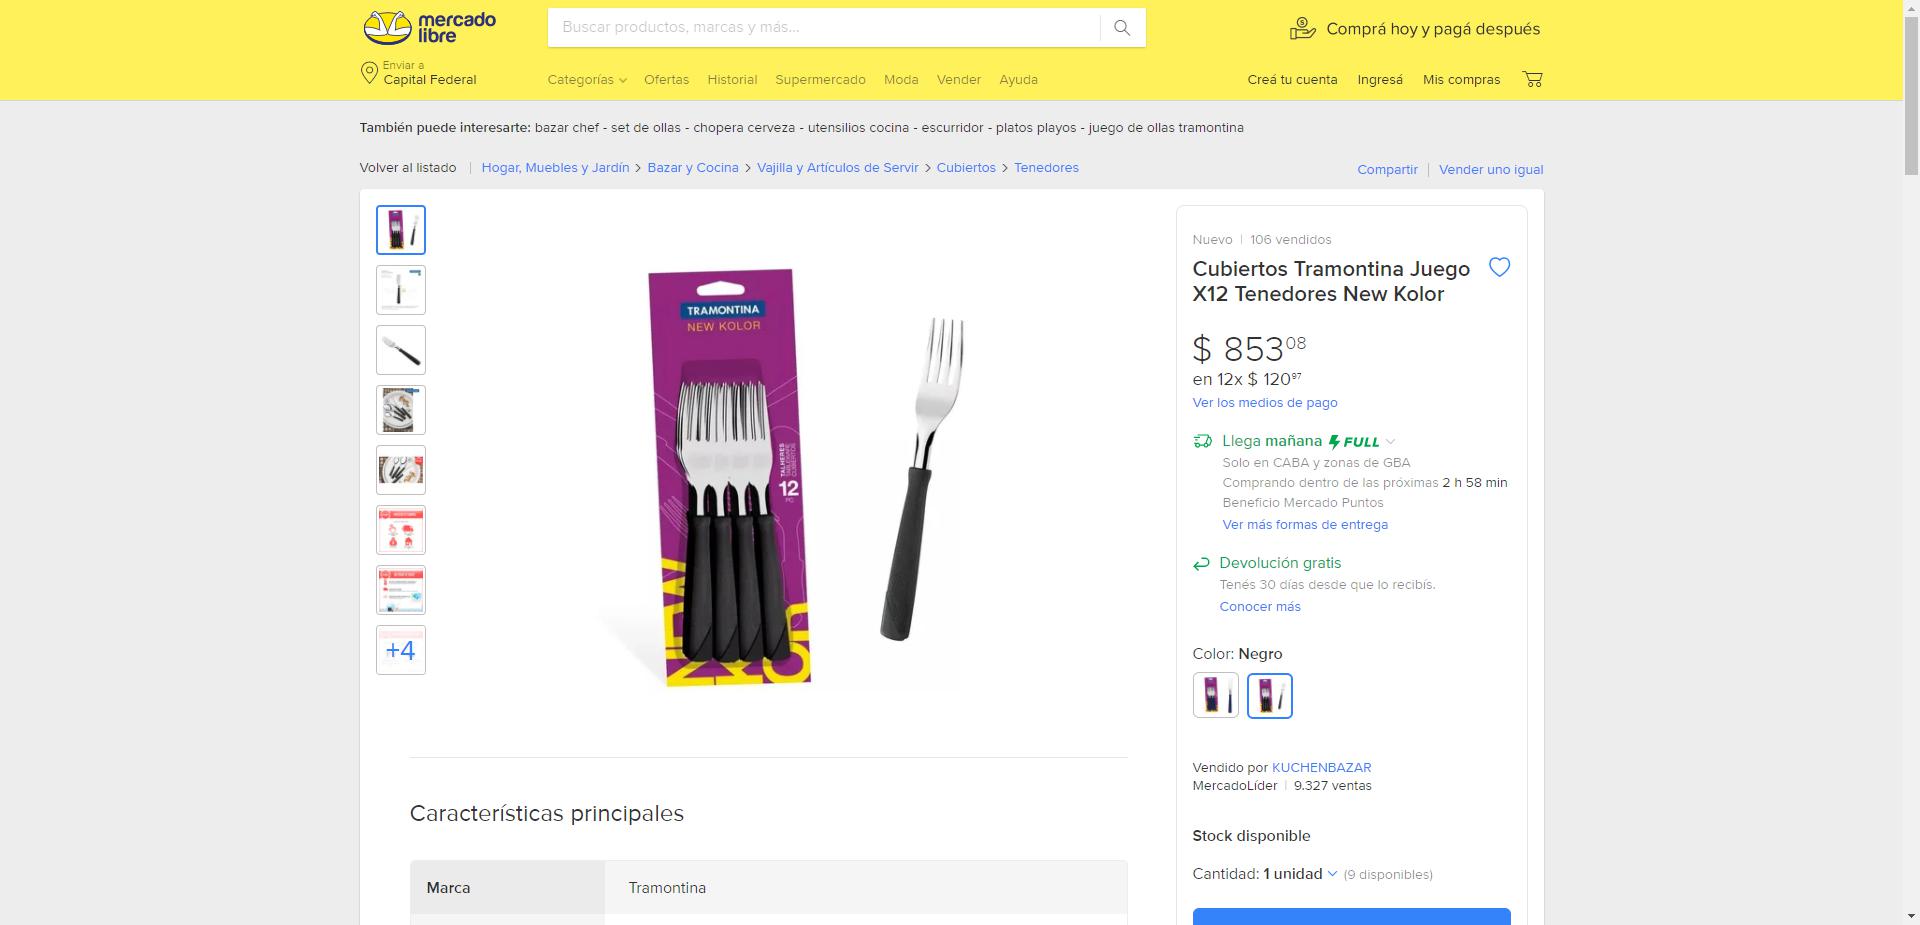 mercado
libre
Buscar productos, marcas y más...
Comprá hoy y pagá después
Enviar a
Capital Federal
Categorías Ofertas Historial Supermercado Moda Vender Ayuda
Creá tu cuenta Ingresá Mis compras
También puede interesarte: bazar chef - set de ollas - chopera cerveza - utensilios cocina - escurridor - platos playos - juego de ollas tramontina
Volver al listado | Hogar, Muebles y Jardín > Bazar y Cocina > Vajilla y Artículos de Servir > Cubiertos > Tenedores
Compartir | Vender uno igual
+4
TRAMONTINA
NEW KOLOR
TALHERES
TABLEWARE
CUBIERTOS
12
PC
NEW
Nuevo | 106 vendidos
Cubiertos Tramontina Juego
X12 Tenedores New Kolor
$ 853 08
en 12x $ 120 97
Ver los medios de pago
Llega mañana FULL
Solo en CABA y zonas de GBA
Comprando dentro de las próximas 2 h 58 min
Beneficio Mercado Puntos
Ver más formas de entrega
Devolución gratis
Tenés 30 días desde que lo recibís.
Conocer más
Color: Negro
Vendido por KUCHENBAZAR
MercadoLíder | 9.327 ventas
Stock disponible
Cantidad: 1 unidad (9 disponibles)
Características principales
Marca Tramontina